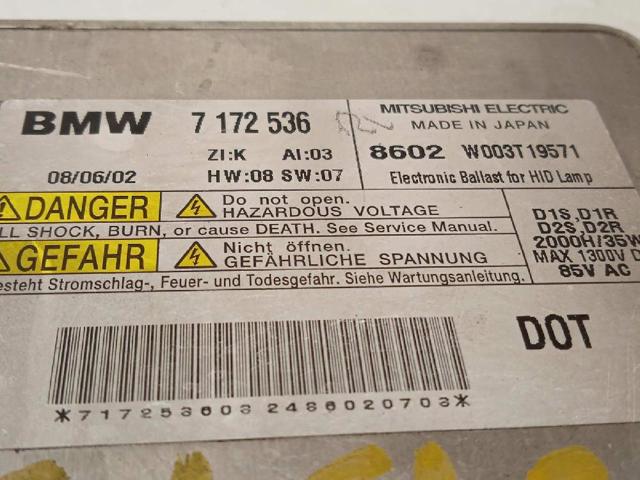 BMW 7 172 536
MITSUBISHI ELECTRIC
MADE IN JAPAN
ZI:K AI:03
8602 W003T19571
08/06/02 HW:08 SW:07
Electronic Ballast for HID Lamp
DANGER Do not open.
HAZARDOUS VOLTAGE
SHOCK, BURN, or cause DEATH. See Service Manual.
GEFAHR Nicht öffnen.
GEFÄHRLICHE SPANNUNG
Stromschlag-, Feuer- und Todesgefahr. Siehe Wartungsanleitung.
D1S, D1R
D2S, D2R
2000H/35W
MAX 1300V
85V AC
DOT
*717253603 2486020703*